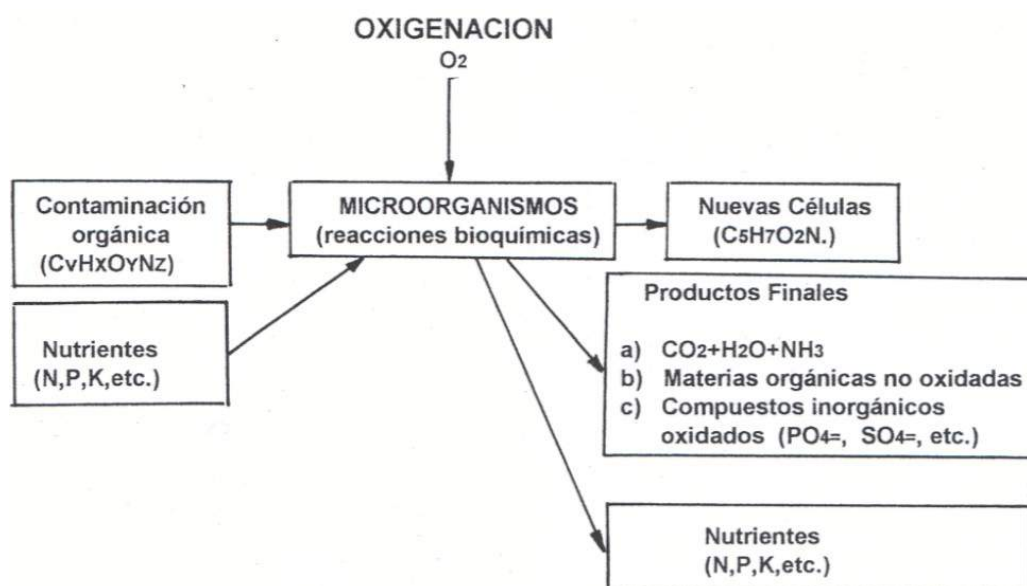 OXIGENACION
O2
Contaminación
orgánica
(CVHXOYNZ)
MICROORGANISMOS
(reacciones bioquímicas)
Nuevas Células
(C5H7O2N.)
Nutrientes
(N,P,K,etc.)
Productos Finales
a) CO2+H2O+NH3
b) Materias orgánicas no oxidadas
c) Compuestos inorgánicos
oxidados (PO4=, SO4=, etc.)
Nutrientes
(N,P,K,etc.)